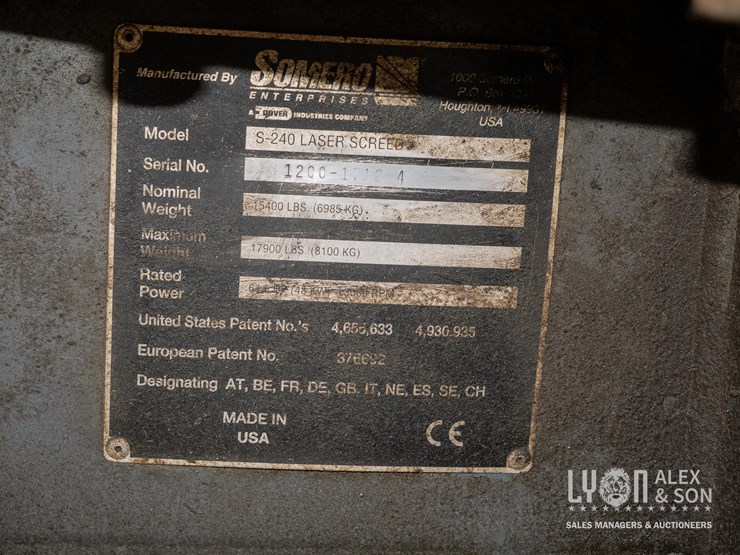 Manufactured By
SOMERO
ENTERPRISES
A DOVER INDUSTRIES COMPANY
1000 Somero
P.O.
Houghton, MI
USA
Model S-240 LASER SCREED
Serial No.
Nominal Weight 15400 LBS. (6985 KG).
Maximum Weight 17900 LBS (8100 KG)
Rated Power
United States Patent No.'s 4,655,633 4,930,935
European Patent No. 376692
Designating AT, BE, FR, DE, GB, IT, NE, ES, SE, CH
MADE IN
USA
CE
LYON ALEX & SON
SALES MANAGERS & AUCTIONEERS